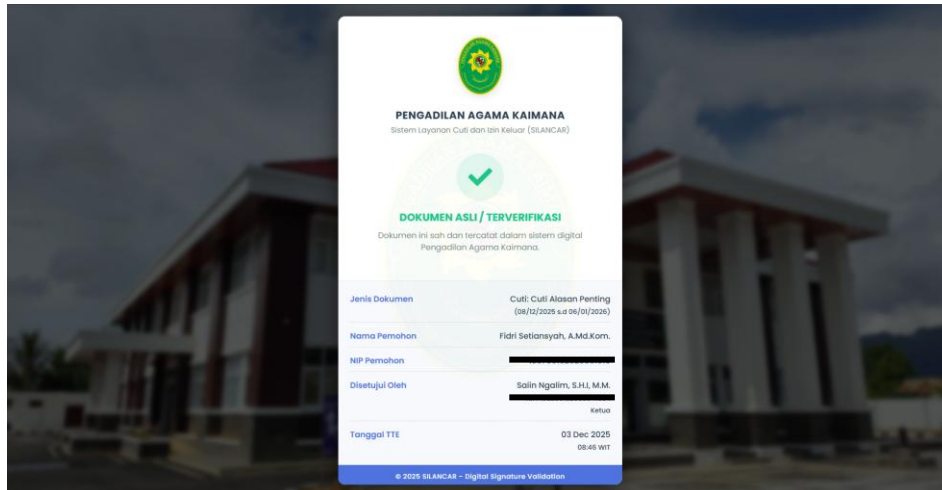 PENGADILAN AGAMA KAIMANA
Sistem Layanan Cuti dan Izin Keluar (SILANCAR)
DOKUMEN ASLI / TERVERIFIKASI
Dokumen ini sah dan tercatat dalam sistem digital
Pengadilan Agama Kaimana.
Jenis Dokumen
Cuti: Cuti Alasan Penting
(08/12/2025 s.d 06/01/2026)
Nama Pemohon
Fidri Setiansyah, A.Md.Kom.
NIP Pemohon
Disetujui Oleh
Salin Ngalim, S.H.I, M.M.
Ketua
Tanggal TTE
03 Dec 2025
08:46 WIT
© 2025 SILANCAR - Digital Signature Validation